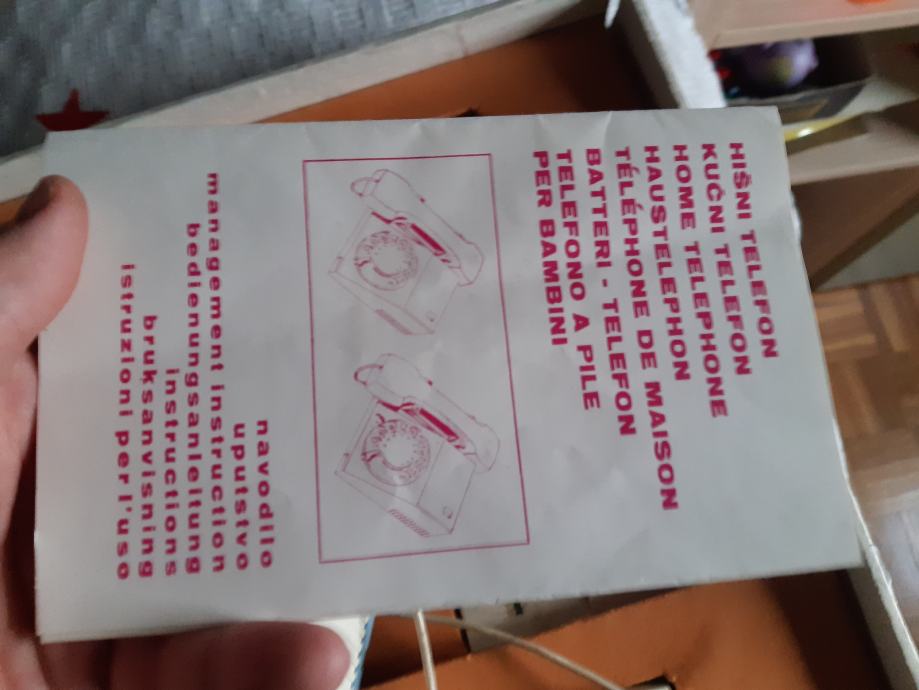 HIŠNI TELEFON
KUĆNI TELEFON
HOME TELEPHONE
HAUSTELEPHON
TÉLÉPHONE DE MAISON
BATTERI - TELEFON
TELEFONO A PILE
PER BAMBINI
navodilo
uputstvo
management instruction
bedienungsanleitung
instructions
bruksanvisning
istruzioni per l'uso